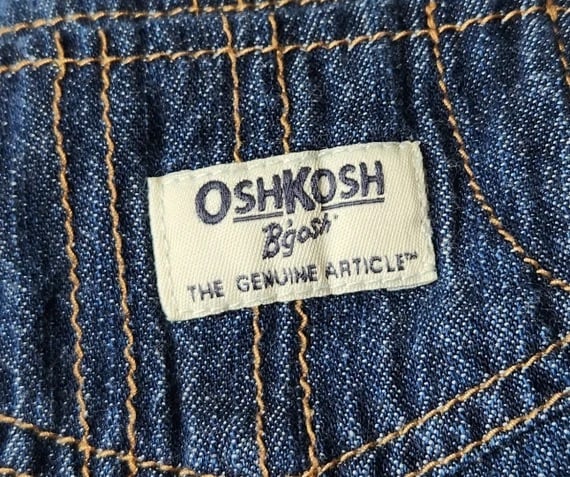 OSHKOSH
B'gosh
THE GENUINE ARTICLE™